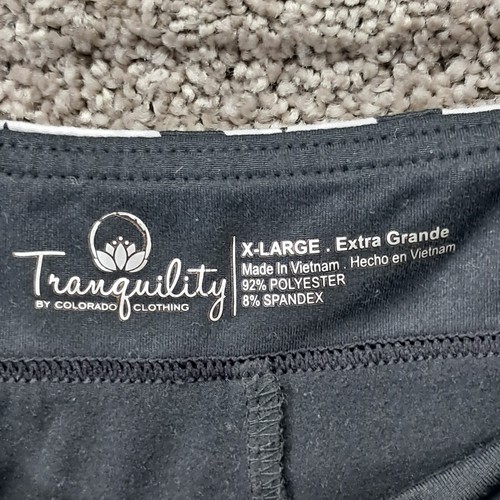 Tranquility
BY COLORADO CLOTHING
X-LARGE . Extra Grande
Made In Vietnam . Hecho en Vietnam
92% POLYESTER
8% SPANDEX